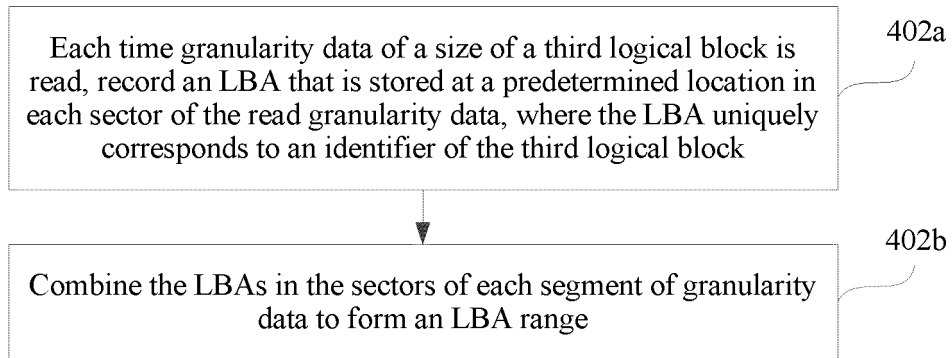 Each time granularity data of a size of a third logical block is
read, record an LBA that is stored at a predetermined location in
each sector of the read granularity data, where the LBA uniquely
corresponds to an identifier of the third logical block
402a
Combine the LBAs in the sectors of each segment of granularity
data to form an LBA range
402b